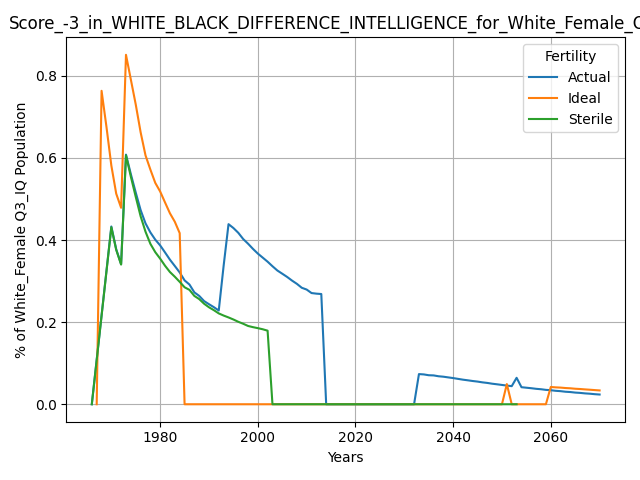 Score_-3_in_WHITE_BLACK_DIFFERENCE_INTELLIGENCE_for_White_Female_
% of White_Female Q3_IQ Population
0.8
0.6
0.4
0.2
0.0
Fertility
Actual
Ideal
Sterile
1980
2000
2020
2040
2060
Years